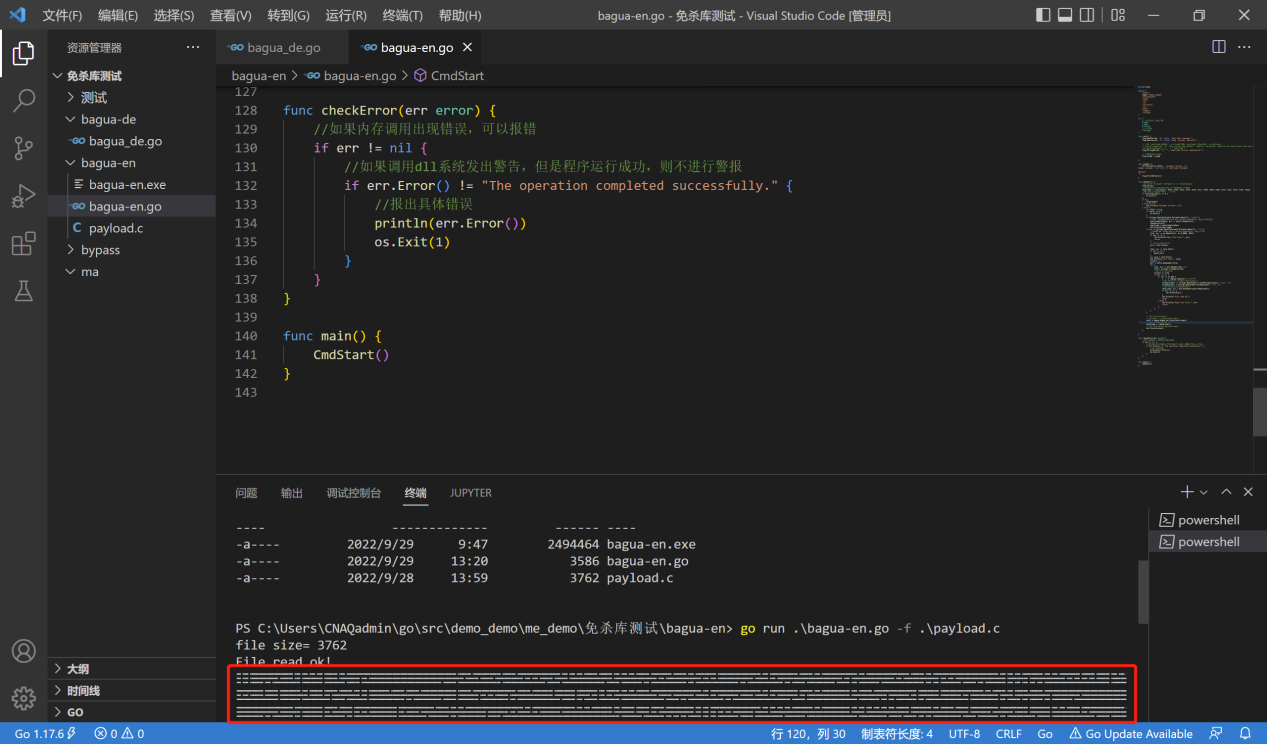 文件(F) 编辑(E) 选择(S) 查看(V) 转到(G) 运行(R) 终端(T) 帮助(H) bagua-en.go - 免杀库测试 - Visual Studio Code [管理员]
资源管理器
免杀库测试
测试
bagua-de
bagua_de.go
bagua-en
bagua-en.exe
bagua-en.go
payload.c
bypass
ma
大纲
时间线
GO
bagua_de.go bagua-en.go
bagua-en > bagua-en.go > CmdStart
127
128 func checkError(err error) {
129 //如果内存调用出现错误，可以报错
130 if err != nil {
131 //如果调用dll系统发出警告，但是程序运行成功，则不进行警报
132 if err.Error() != "The operation completed successfully." {
133 //报出具体错误
134 println(err.Error())
135 os.Exit(1)
136 }
137 }
138 }
139
140 func main() {
141 CmdStart()
142 }
143
问题 输出 调试控制台 终端 JUPYTER
---- ------------- ------ ----
-a---- 2022/9/29 9:47 2494464 bagua-en.exe
-a---- 2022/9/29 13:20 3586 bagua-en.go
-a---- 2022/9/28 13:59 3762 payload.c
PS C:\Users\CNAQadmin\go\src\demo_demo\me_demo\免杀库测试\bagua-en> go run .\bagua-en.go -f .\payload.c
file size= 3762
File read ok!
powershell
powershell
Go 1.17.6 0 0 行 120，列 30 制表符长度: 4 UTF-8 CRLF Go Go Update Available